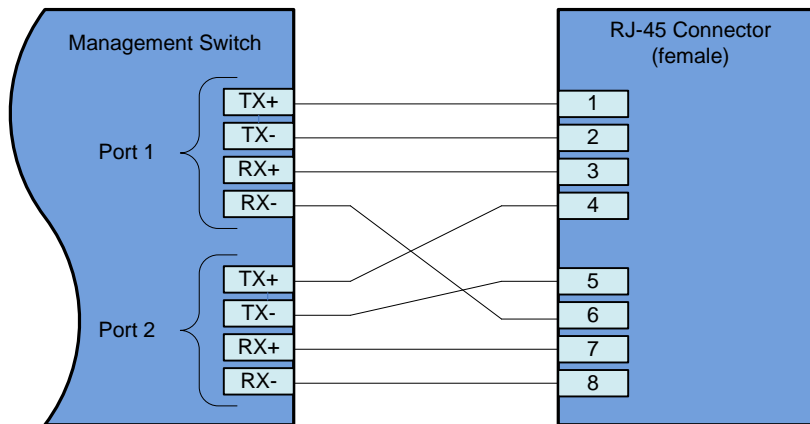 Management Switch
Port 1
TX+
TX-
RX+
RX-
Port 2
TX+
TX-
RX+
RX-
RJ-45 Connector
(female)
1
2
3
4
5
6
7
8